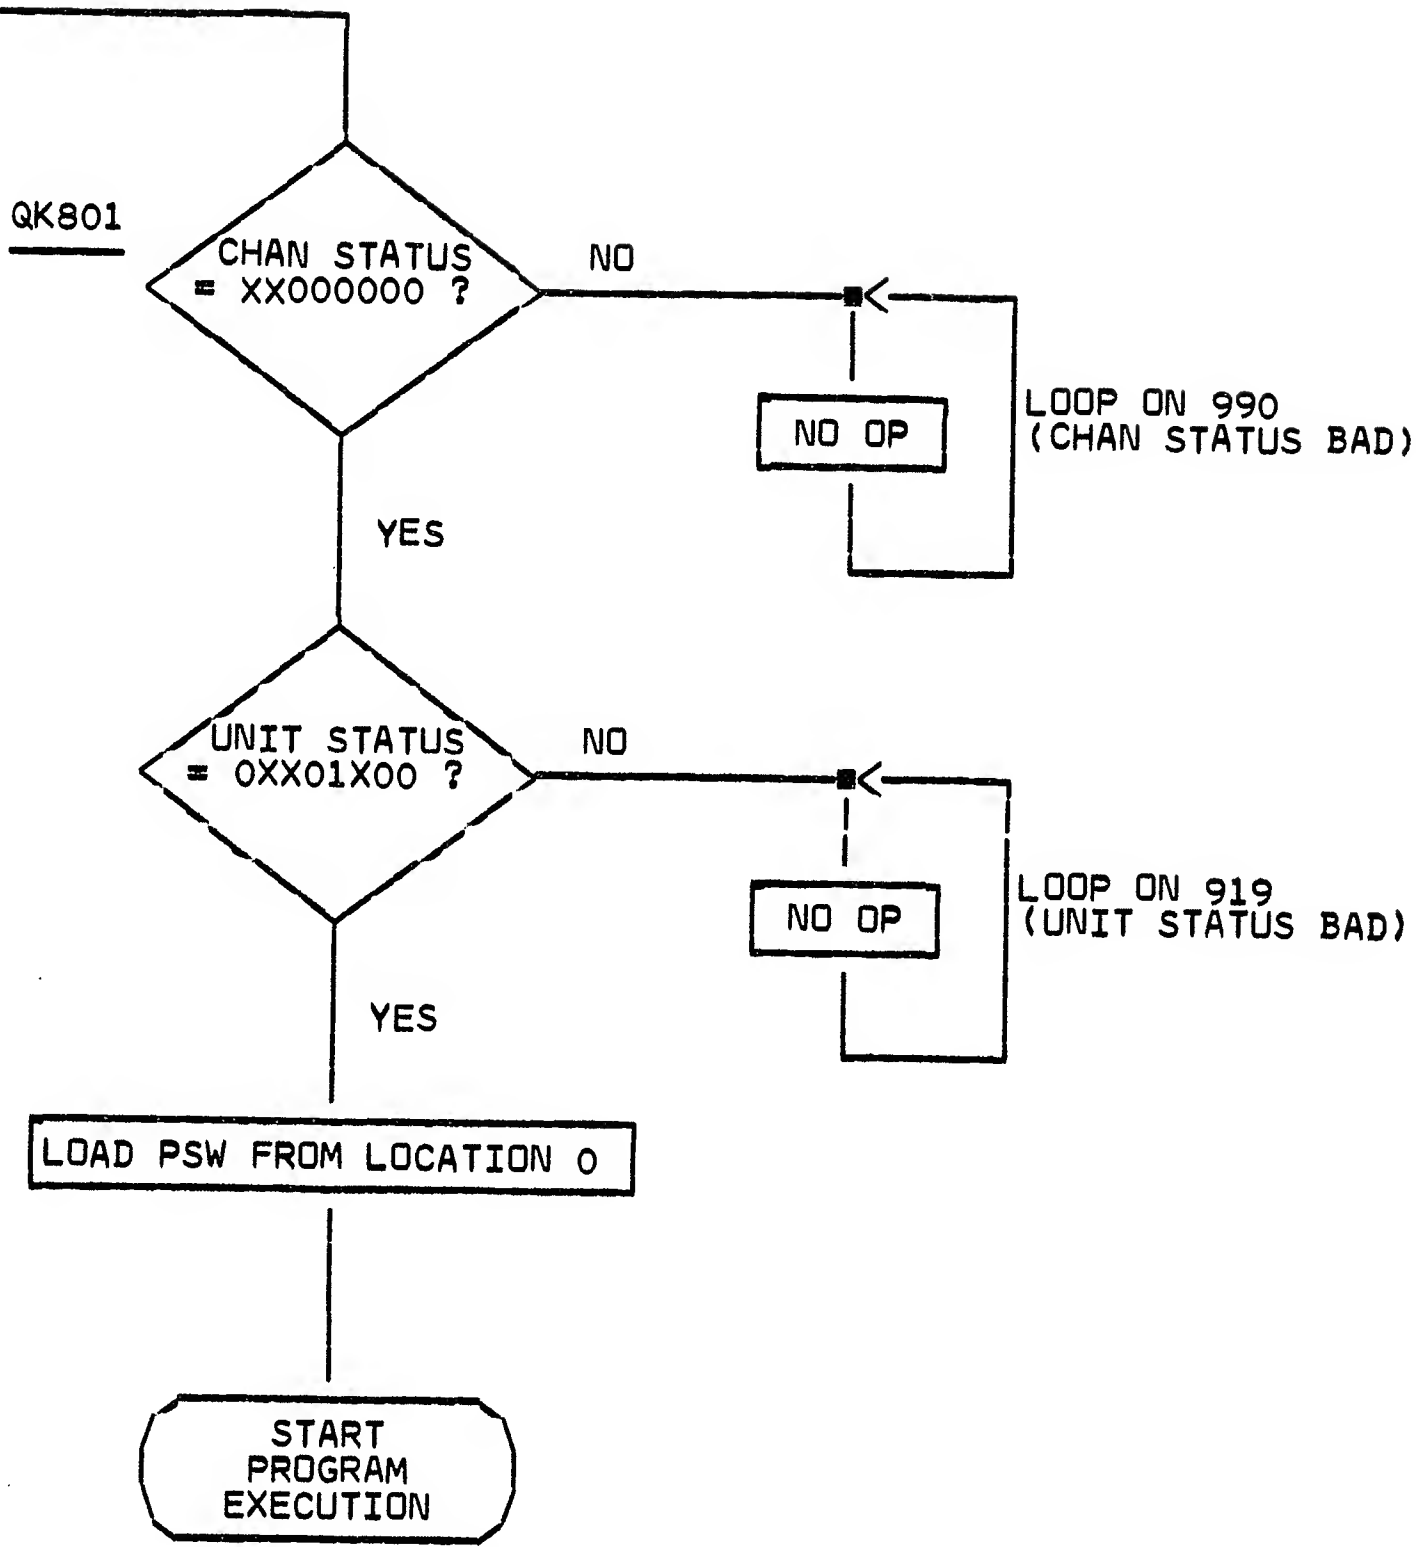 QK801
CHAN STATUS
= XX000000 ?
NO
NO OP
LOOP ON 990
(CHAN STATUS BAD)
YES
UNIT STATUS
= 0XX01X00 ?
NO
NO OP
LOOP ON 919
(UNIT STATUS BAD)
YES
LOAD PSW FROM LOCATION 0
START
PROGRAM
EXECUTION